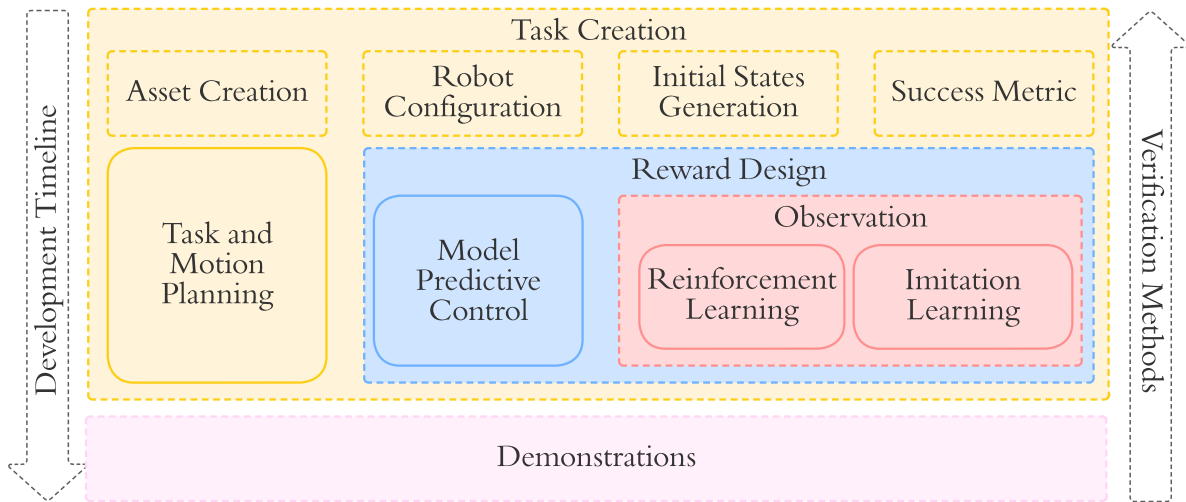 Task Creation
Asset Creation
Robot
Configuration
Initial States
Generation
Success Metric
Development Timeline
Verification Methods
Task and
Motion
Planning
Reward Design
Model
Predictive
Control
Observation
Reinforcement
Learning
Imitation
Learning
Demonstrations